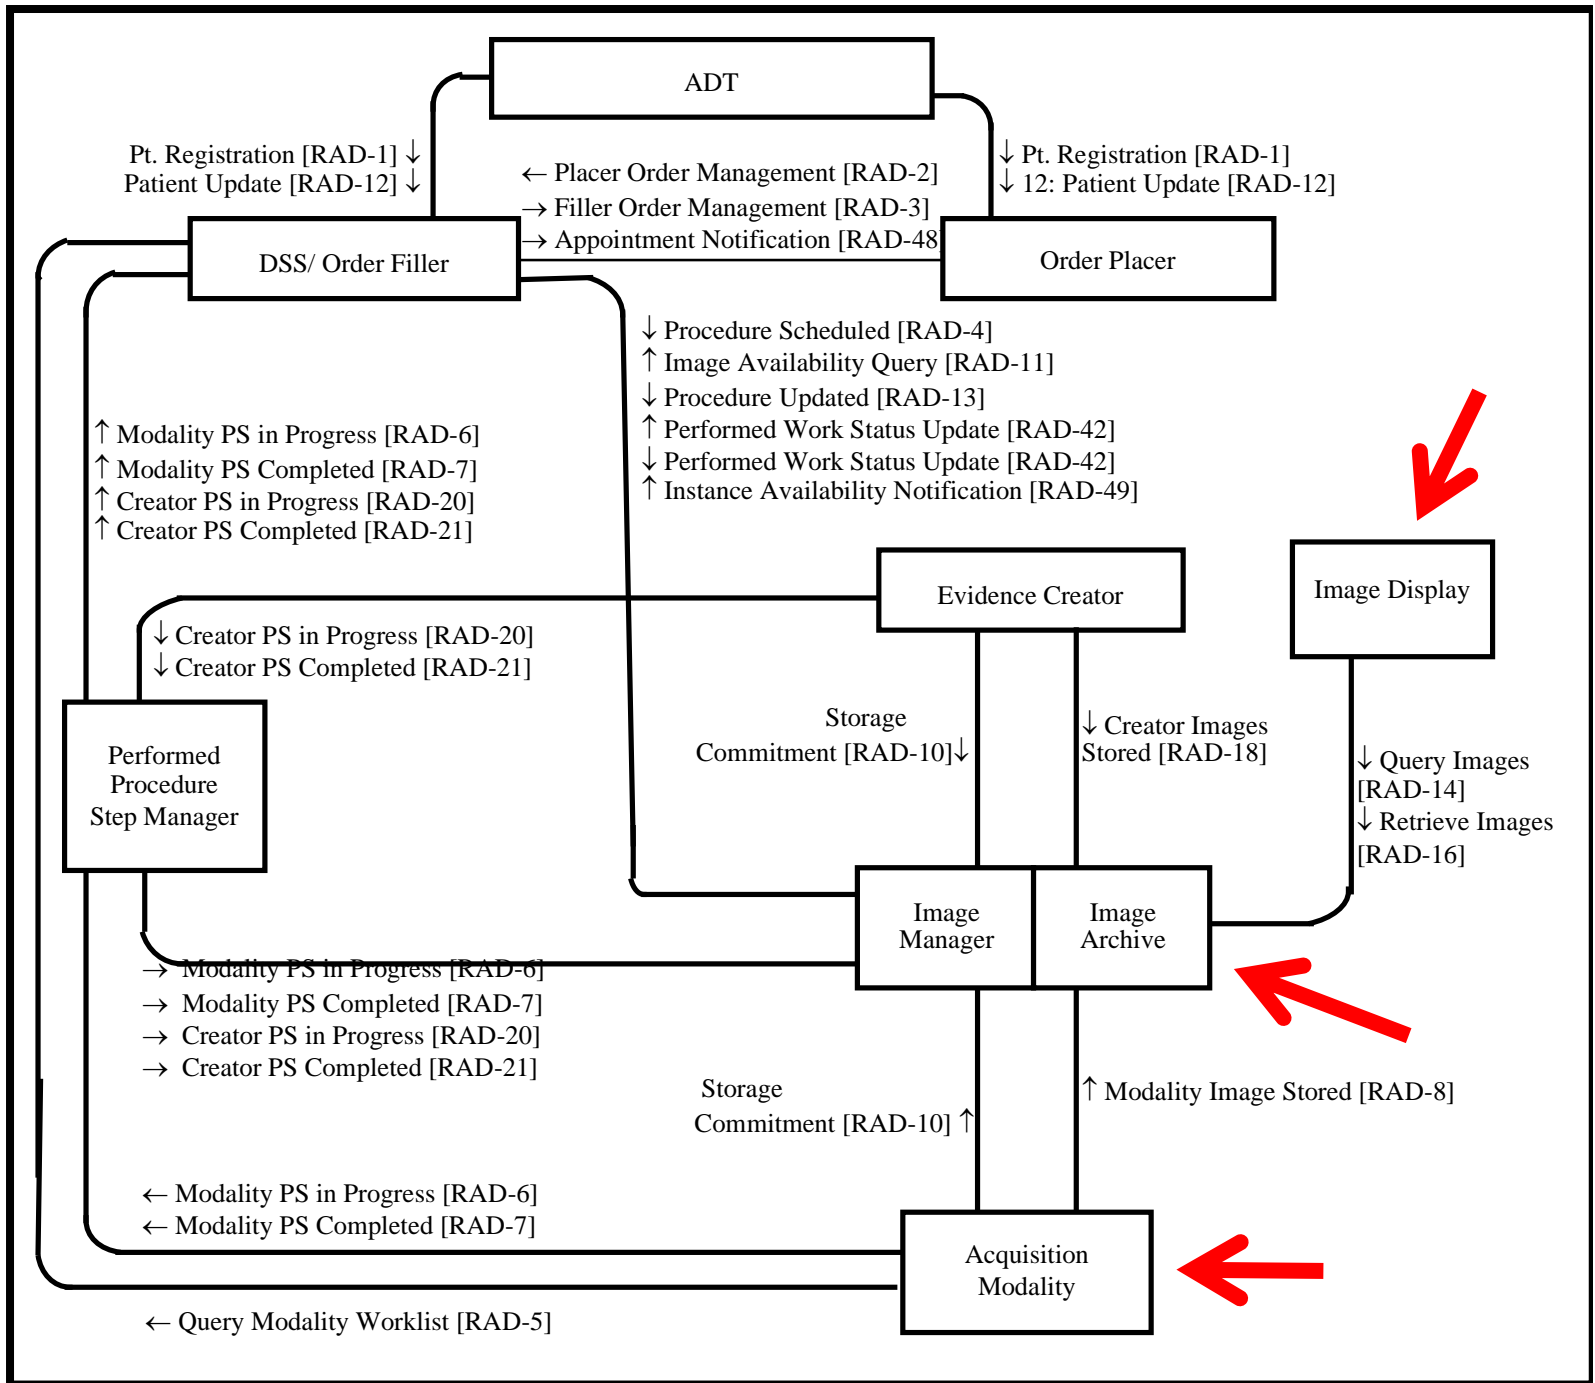 ADT
Pt. Registration [RAD-1] ↓
Patient Update [RAD-12] ↓
← Placer Order Management [RAD-2]
→ Filler Order Management [RAD-3]
→ Appointment Notification [RAD-48]
↓ Pt. Registration [RAD-1]
↓ 12: Patient Update [RAD-12]
DSS/ Order Filler
Order Placer
↓ Procedure Scheduled [RAD-4]
↑ Image Availability Query [RAD-11]
↓ Procedure Updated [RAD-13]
↑ Performed Work Status Update [RAD-42]
↓ Performed Work Status Update [RAD-42]
↑ Instance Availability Notification [RAD-49]
↑ Modality PS in Progress [RAD-6]
↑ Modality PS Completed [RAD-7]
↑ Creator PS in Progress [RAD-20]
↑ Creator PS Completed [RAD-21]
Evidence Creator
Image Display
↓ Creator PS in Progress [RAD-20]
↓ Creator PS Completed [RAD-21]
Storage
Commitment [RAD-10]↓
↓ Creator Images
Stored [RAD-18]
↓ Query Images
[RAD-14]
↓ Retrieve Images
[RAD-16]
Performed
Procedure
Step Manager
Image
Manager
Image
Archive
→ Modality PS in Progress [RAD-6]
→ Modality PS Completed [RAD-7]
→ Creator PS in Progress [RAD-20]
→ Creator PS Completed [RAD-21]
Storage
Commitment [RAD-10] ↑
↑ Modality Image Stored [RAD-8]
← Modality PS in Progress [RAD-6]
← Modality PS Completed [RAD-7]
Acquisition
Modality
← Query Modality Worklist [RAD-5]